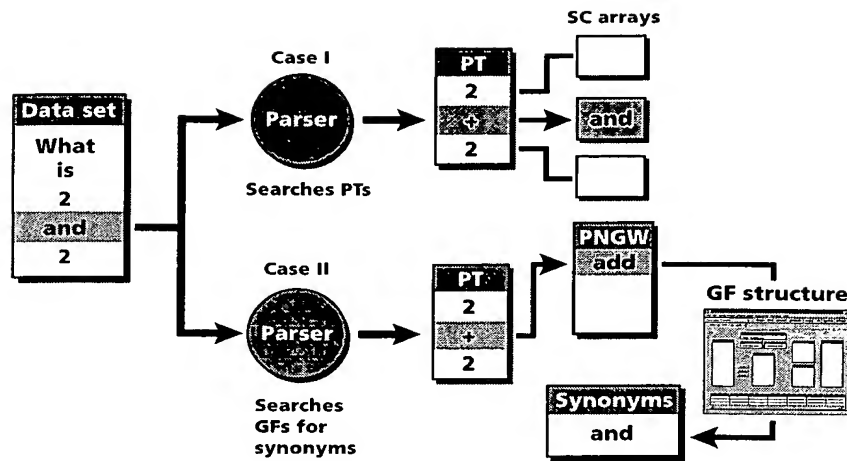 SC arrays
Case I
PT
2
+
2
and
Data set
What
is
2
and
2
Parser
Searches PTs
Case II
Parser
Searches
GFs for
synonyms
PT
2
+
2
PNGW
add
GF structure
Synonyms
and